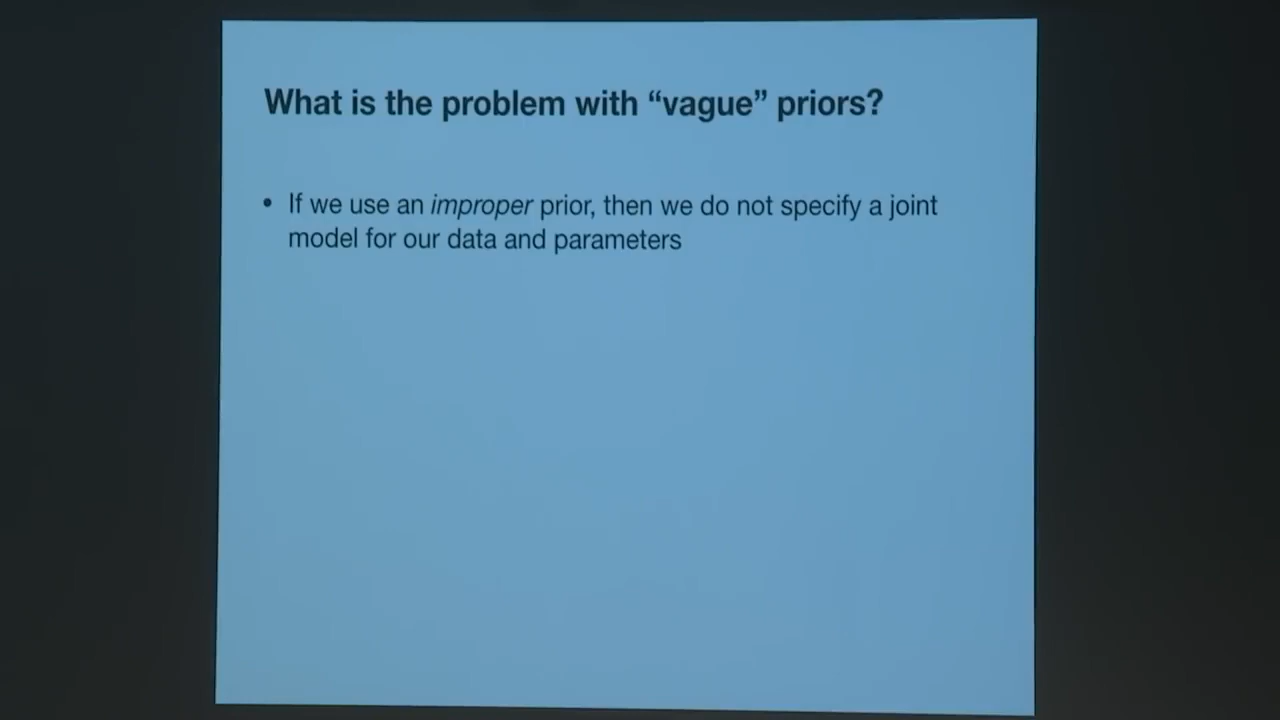 What is the problem with “vague” priors?
• If we use an improper prior, then we do not specify a joint
model for our data and parameters